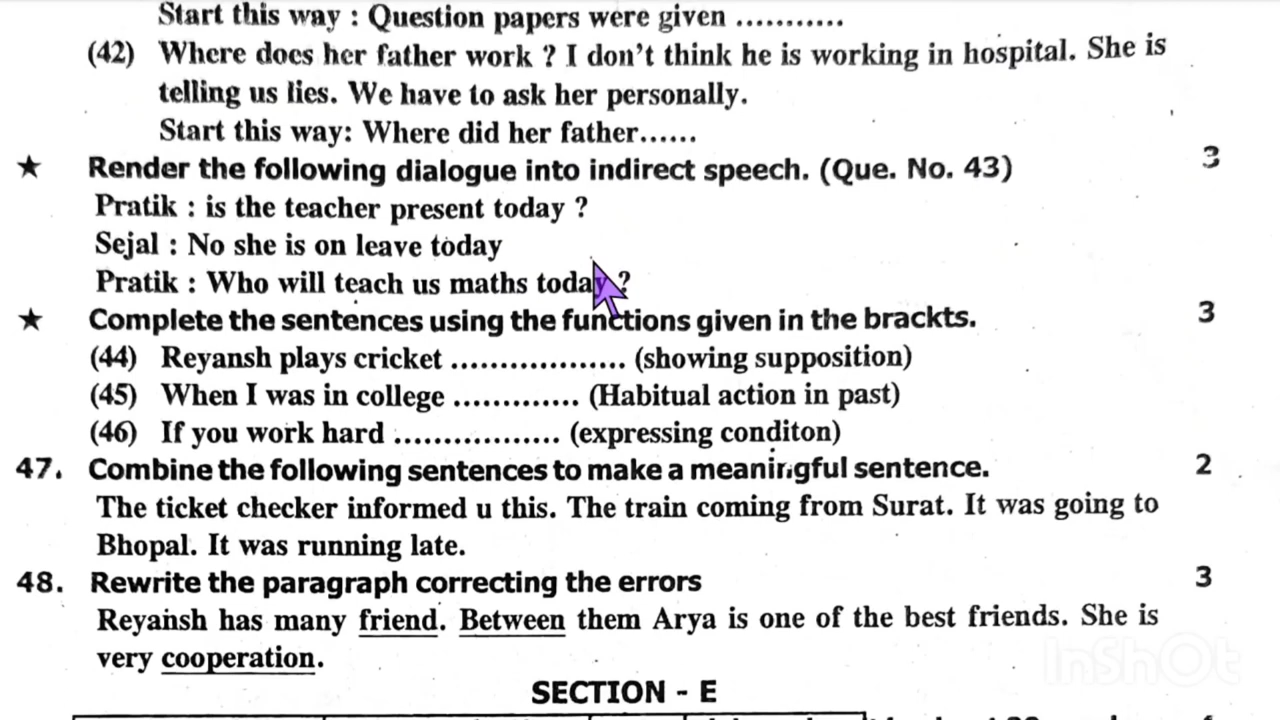 Start this way : Question papers were given ...........
(42) Where does her father work ? I don't think he is working in hospital. She is
telling us lies. We have to ask her personally.
Start this way: Where did her father......
★ Render the following dialogue into indirect speech. (Que. No. 43) 3
Pratik : is the teacher present today ?
Sejal : No she is on leave today
Pratik : Who will teach us maths today ?
★ Complete the sentences using the functions given in the brackts. 3
(44) Reyansh plays cricket .................. (showing supposition)
(45) When I was in college ............. (Habitual action in past)
(46) If you work hard ................. (expressing conditon)
47. Combine the following sentences to make a meaningful sentence. 2
The ticket checker informed u this. The train coming from Surat. It was going to
Bhopal. It was running late.
48. Rewrite the paragraph correcting the errors 3
Reyansh has many friend. Between them Arya is one of the best friends. She is
very cooperation.
InShOt
SECTION - E